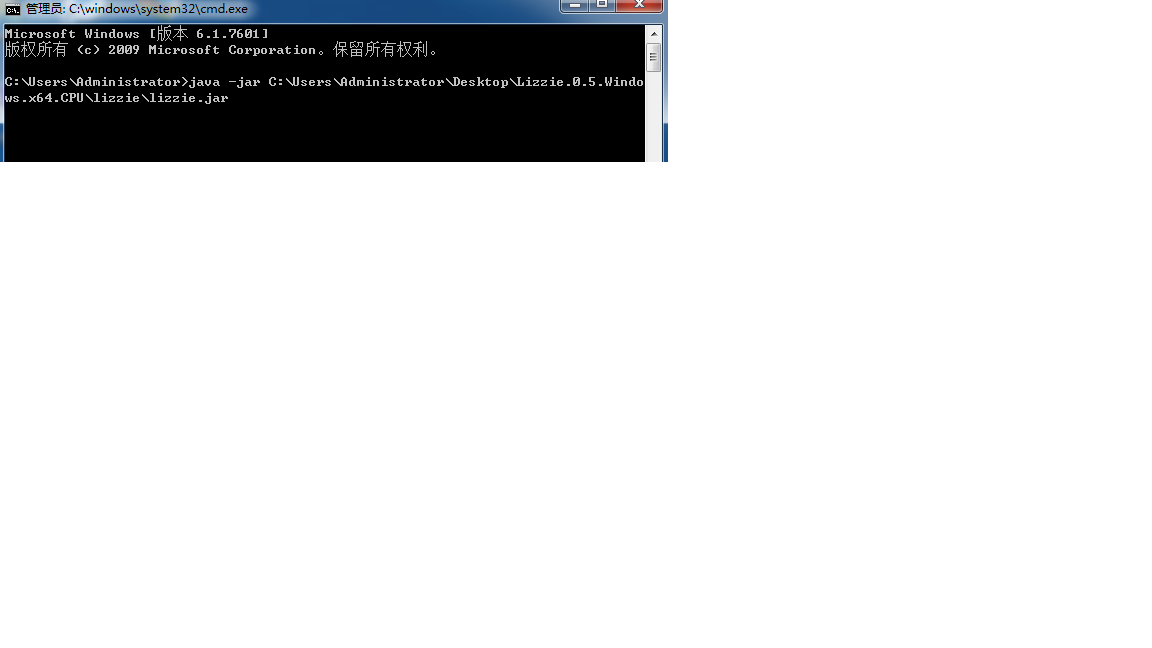 管理员: C:\windows\system32\cmd.exe
Microsoft Windows [版本 6.1.7601]
版权所有 (c) 2009 Microsoft Corporation。保留所有权利。
C:\Users\Administrator>java -jar C:\Users\Administrator\Desktop\Lizzie.0.5.Windo
ws.x64.CPU\lizzie\lizzie.jar